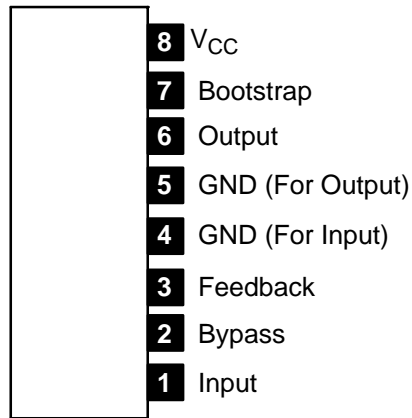 8 VCC
7 Bootstrap
6 Output
5 GND (For Output)
4 GND (For Input)
3 Feedback
2 Bypass
1 Input